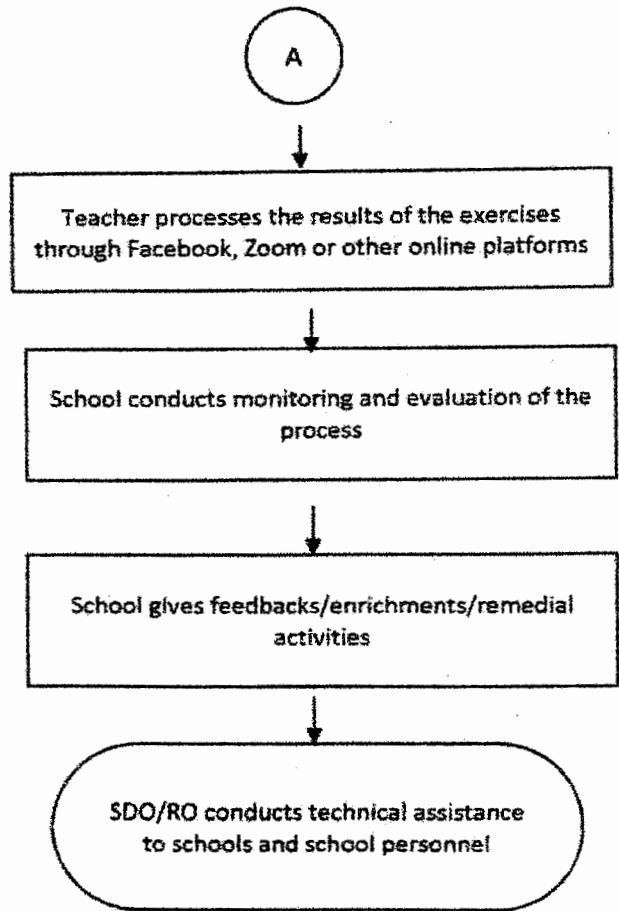 A
Teacher processes the results of the exercises
through Facebook, Zoom or other online platforms
School conducts monitoring and evaluation of the
process
School gives feedbacks/enrichments/remedial
activities
SDO/RO conducts technical assistance
to schools and school personnel